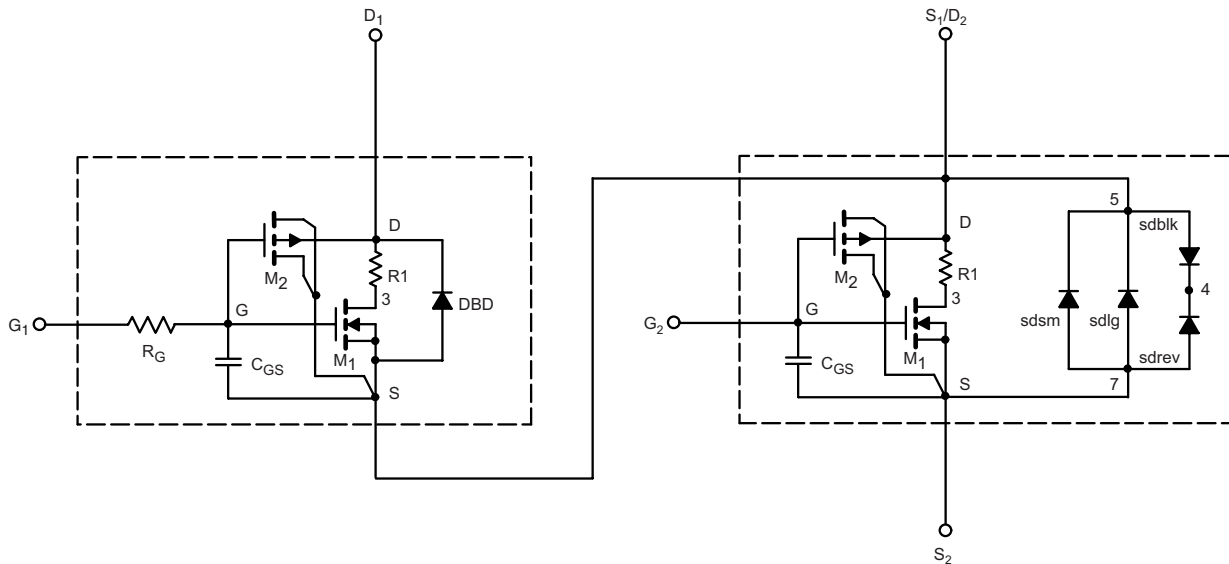 D1
S1/D2
D
R1
3
M2
DBD
G1
RG
G
M1
CGS
S
D
R1
3
M2
G2
G
M1
CGS
S
5
sdblk
4
sdsm
sdlg
sdrev
7
S2